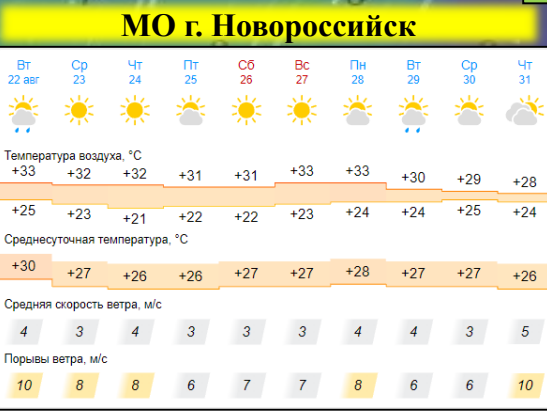 МО г. Новороссийск
Вт Ср Чт Пт Сб Вс Пн Вт Ср Чт
22 авг 23 24 25 26 27 28 29 30 31
Температура воздуха, °C
+33 +32 +32 +31 +31 +33 +33 +30 +29 +28
+25 +23 +21 +22 +22 +23 +24 +24 +25 +24
Среднесуточная температура, °C
+30 +27 +26 +26 +27 +27 +28 +27 +27 +26
Средняя скорость ветра, м/с
4 3 4 3 3 3 4 4 3 5
Порывы ветра, м/с
10 8 8 6 7 7 8 6 6 10